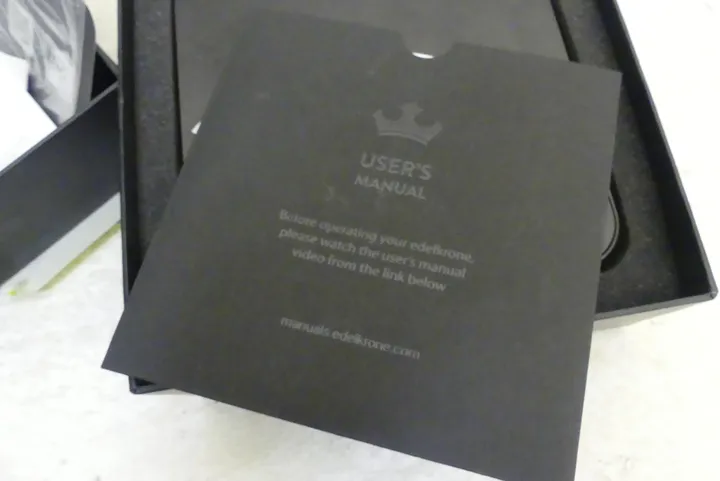 USER'S
MANUAL
Before operating your edelkrone,
please watch the user's manual
video from the link below
manuals.edelkrone.com